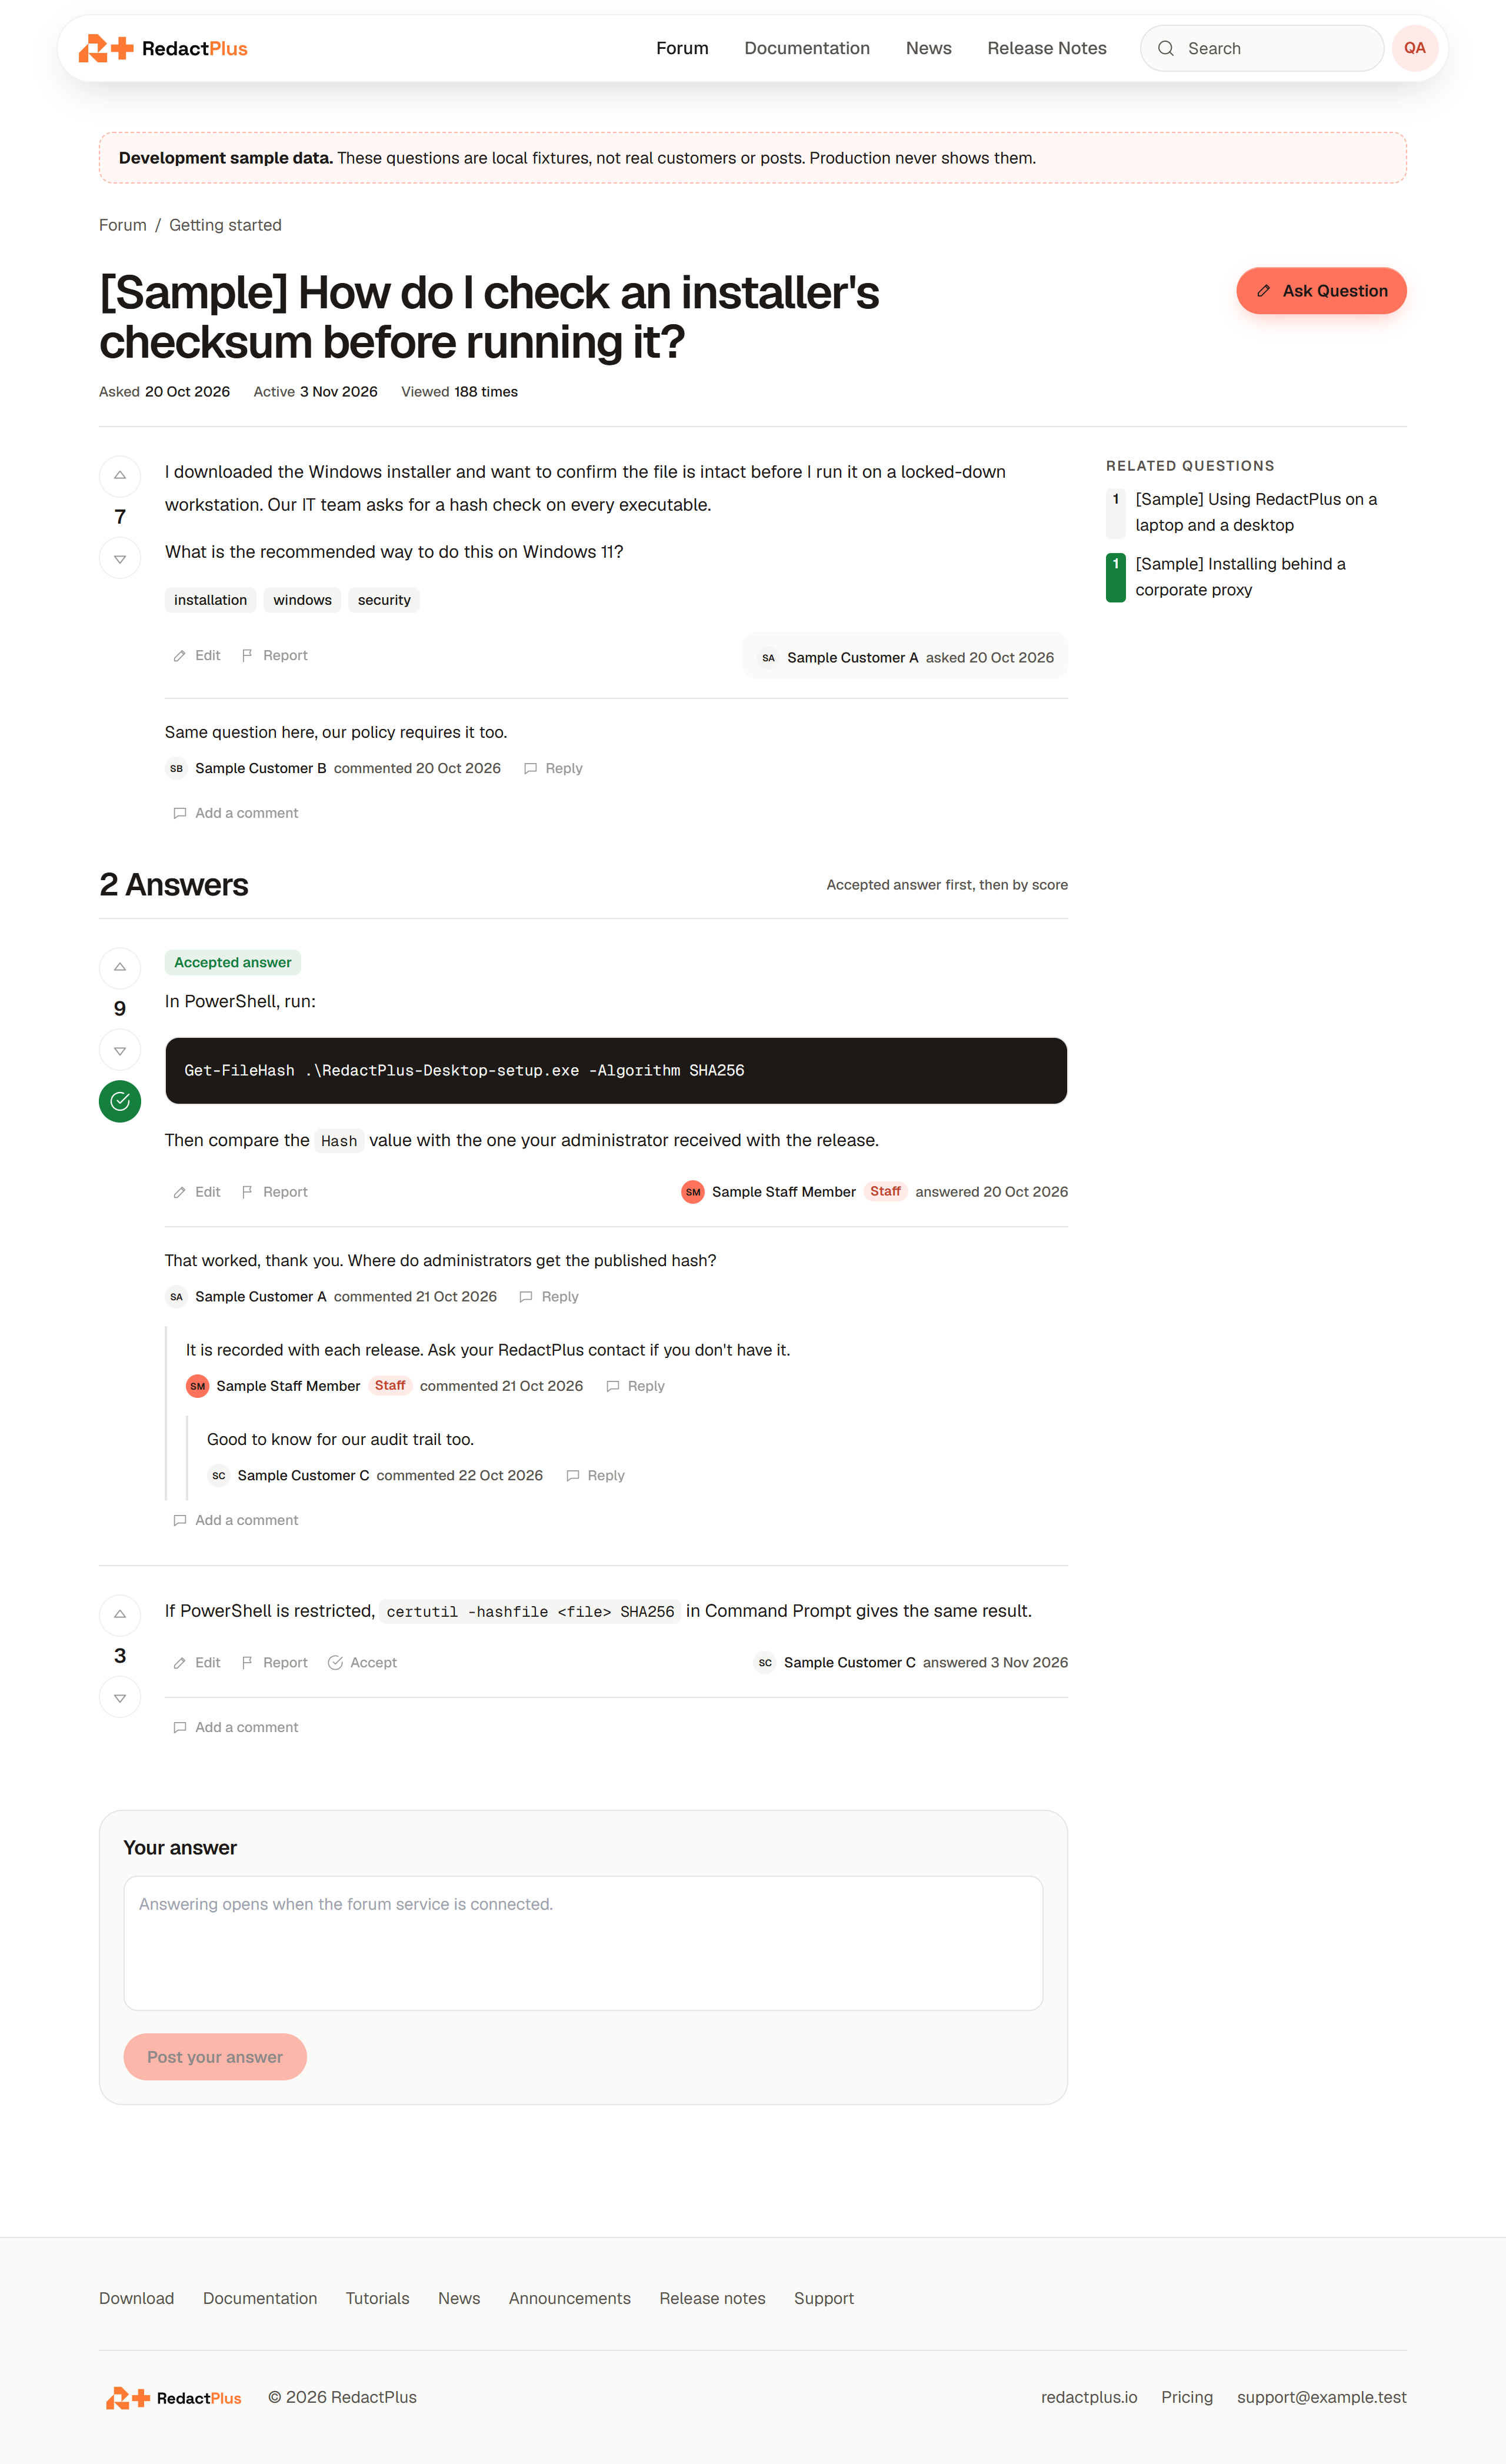 RedactPlus
Forum
Documentation
News
Release Notes
Search
QA
Development sample data. These questions are local fixtures, not real customers or posts. Production never shows them.
Forum / Getting started
[Sample] How do I check an installer's
checksum before running it?
Ask Question
Asked 20 Oct 2026 Active 3 Nov 2026 Viewed 188 times
7
I downloaded the Windows installer and want to confirm the file is intact before I run it on a locked-down
workstation. Our IT team asks for a hash check on every executable.
What is the recommended way to do this on Windows 11?
installation windows security
Edit Report
SA Sample Customer A asked 20 Oct 2026
Same question here, our policy requires it too.
SB Sample Customer B commented 20 Oct 2026 Reply
Add a comment
RELATED QUESTIONS
1 [Sample] Using RedactPlus on a
laptop and a desktop
1 [Sample] Installing behind a
corporate proxy
2 Answers
Accepted answer first, then by score
9
Accepted answer
In PowerShell, run:
Get-FileHash .\RedactPlus-Desktop-setup.exe -Algorithm SHA256
Then compare the Hash value with the one your administrator received with the release.
Edit Report
SM Sample Staff Member Staff answered 20 Oct 2026
That worked, thank you. Where do administrators get the published hash?
SA Sample Customer A commented 21 Oct 2026 Reply
It is recorded with each release. Ask your RedactPlus contact if you don't have it.
SM Sample Staff Member Staff commented 21 Oct 2026 Reply
Good to know for our audit trail too.
SC Sample Customer C commented 22 Oct 2026 Reply
Add a comment
3
If PowerShell is restricted, certutil -hashfile <file> SHA256 in Command Prompt gives the same result.
Edit Report Accept
SC Sample Customer C answered 3 Nov 2026
Add a comment
Your answer
Answering opens when the forum service is connected.
Post your answer
Download Documentation Tutorials News Announcements Release notes Support
RedactPlus © 2026 RedactPlus
redactplus.io Pricing support@example.test